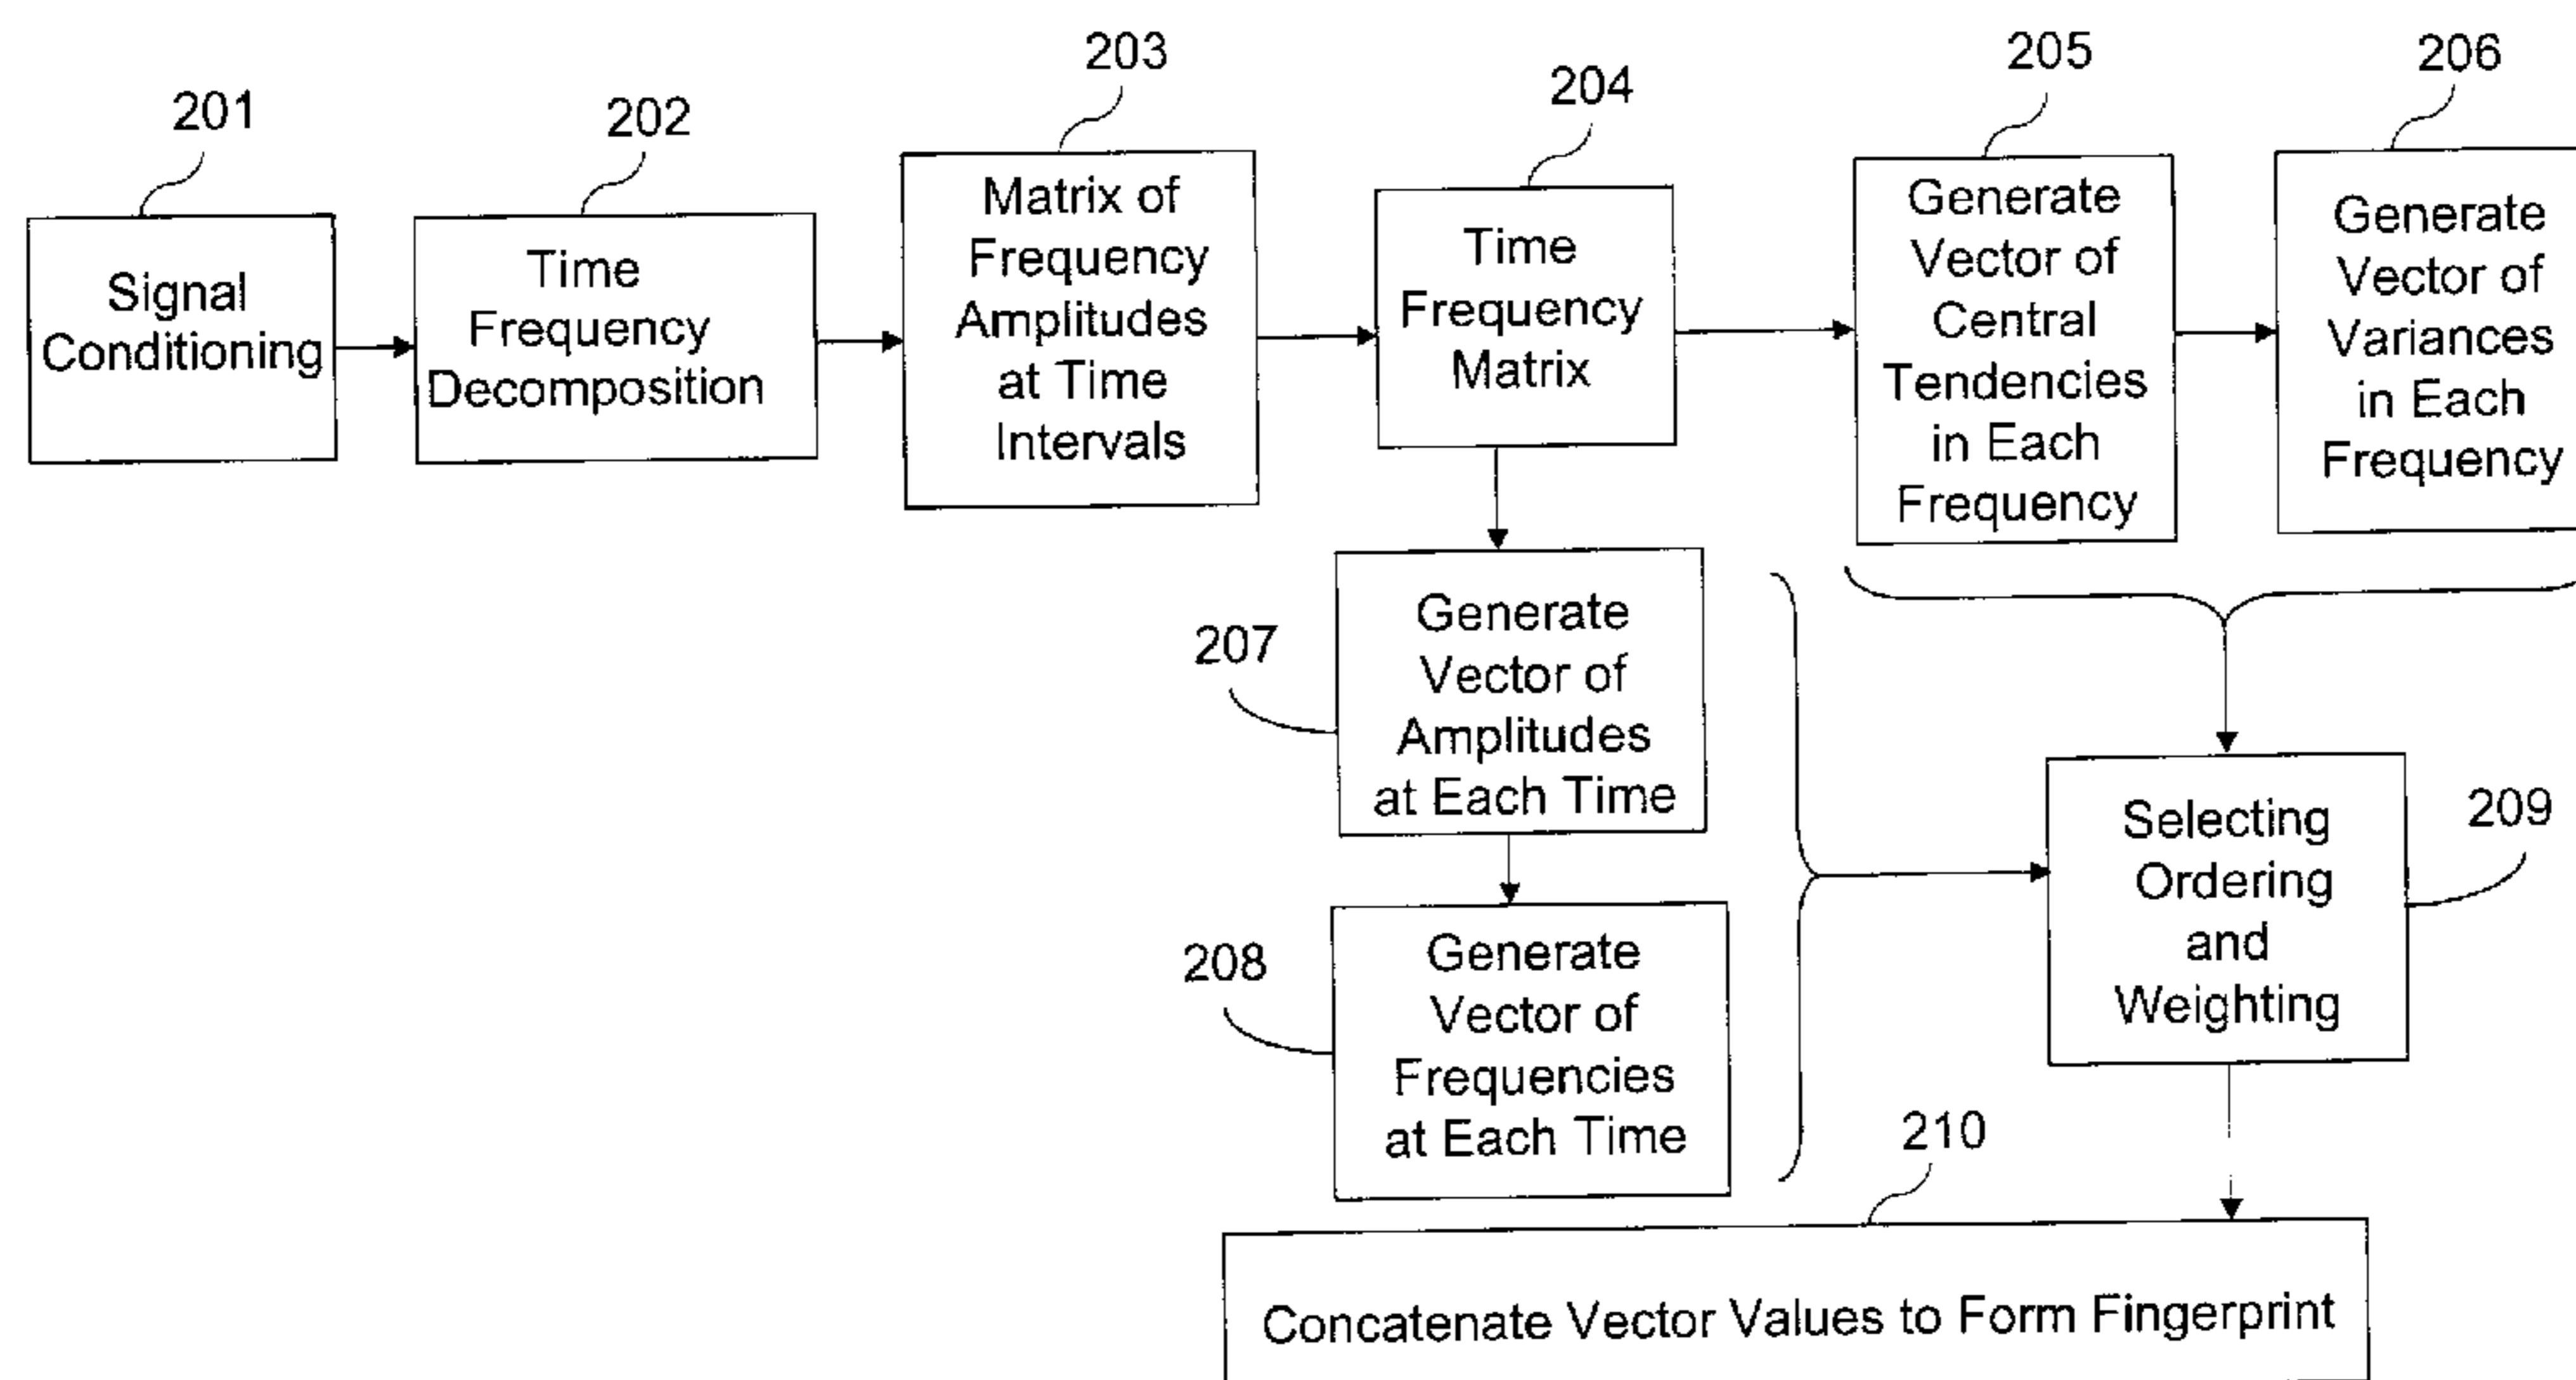 201
Signal
Conditioning
202
Time
Frequency
Decomposition
203
Matrix of
Frequency
Amplitudes
at Time
Intervals
204
Time
Frequency
Matrix
205
Generate
Vector of
Central
Tendencies
in Each
Frequency
206
Generate
Vector of
Variances
in Each
Frequency
207
Generate
Vector of
Amplitudes
at Each Time
208
Generate
Vector of
Frequencies
at Each Time
209
Selecting
Ordering
and
Weighting
210
Concatenate Vector Values to Form Fingerprint